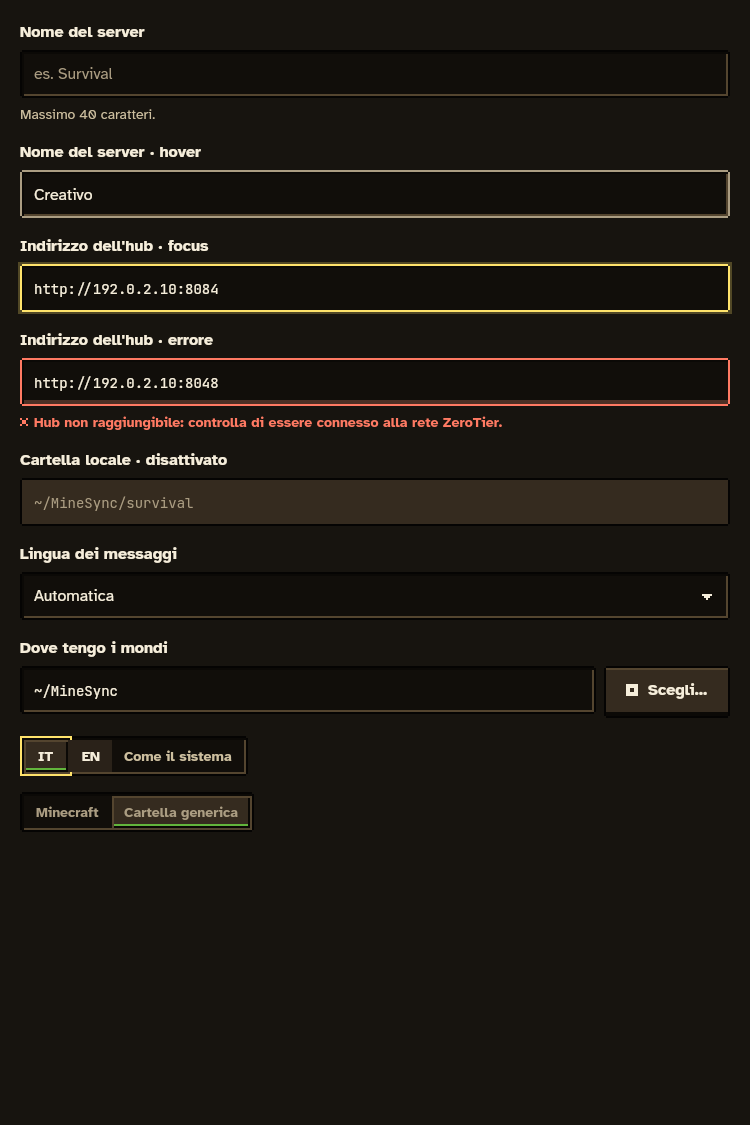 Nome del server
es. Survival
Massimo 40 caratteri.
Nome del server · hover
Creativo
Indirizzo dell'hub · focus
http://192.0.2.10:8084
Indirizzo dell'hub · errore
http://192.0.2.10:8048
Hub non raggiungibile: controlla di essere connesso alla rete ZeroTier.
Cartella locale · disattivato
~/MineSync/survival
Lingua dei messaggi
Automatica
Dove tengo i mondi
~/MineSync Scegli...
IT EN Come il sistema
Minecraft Cartella generica